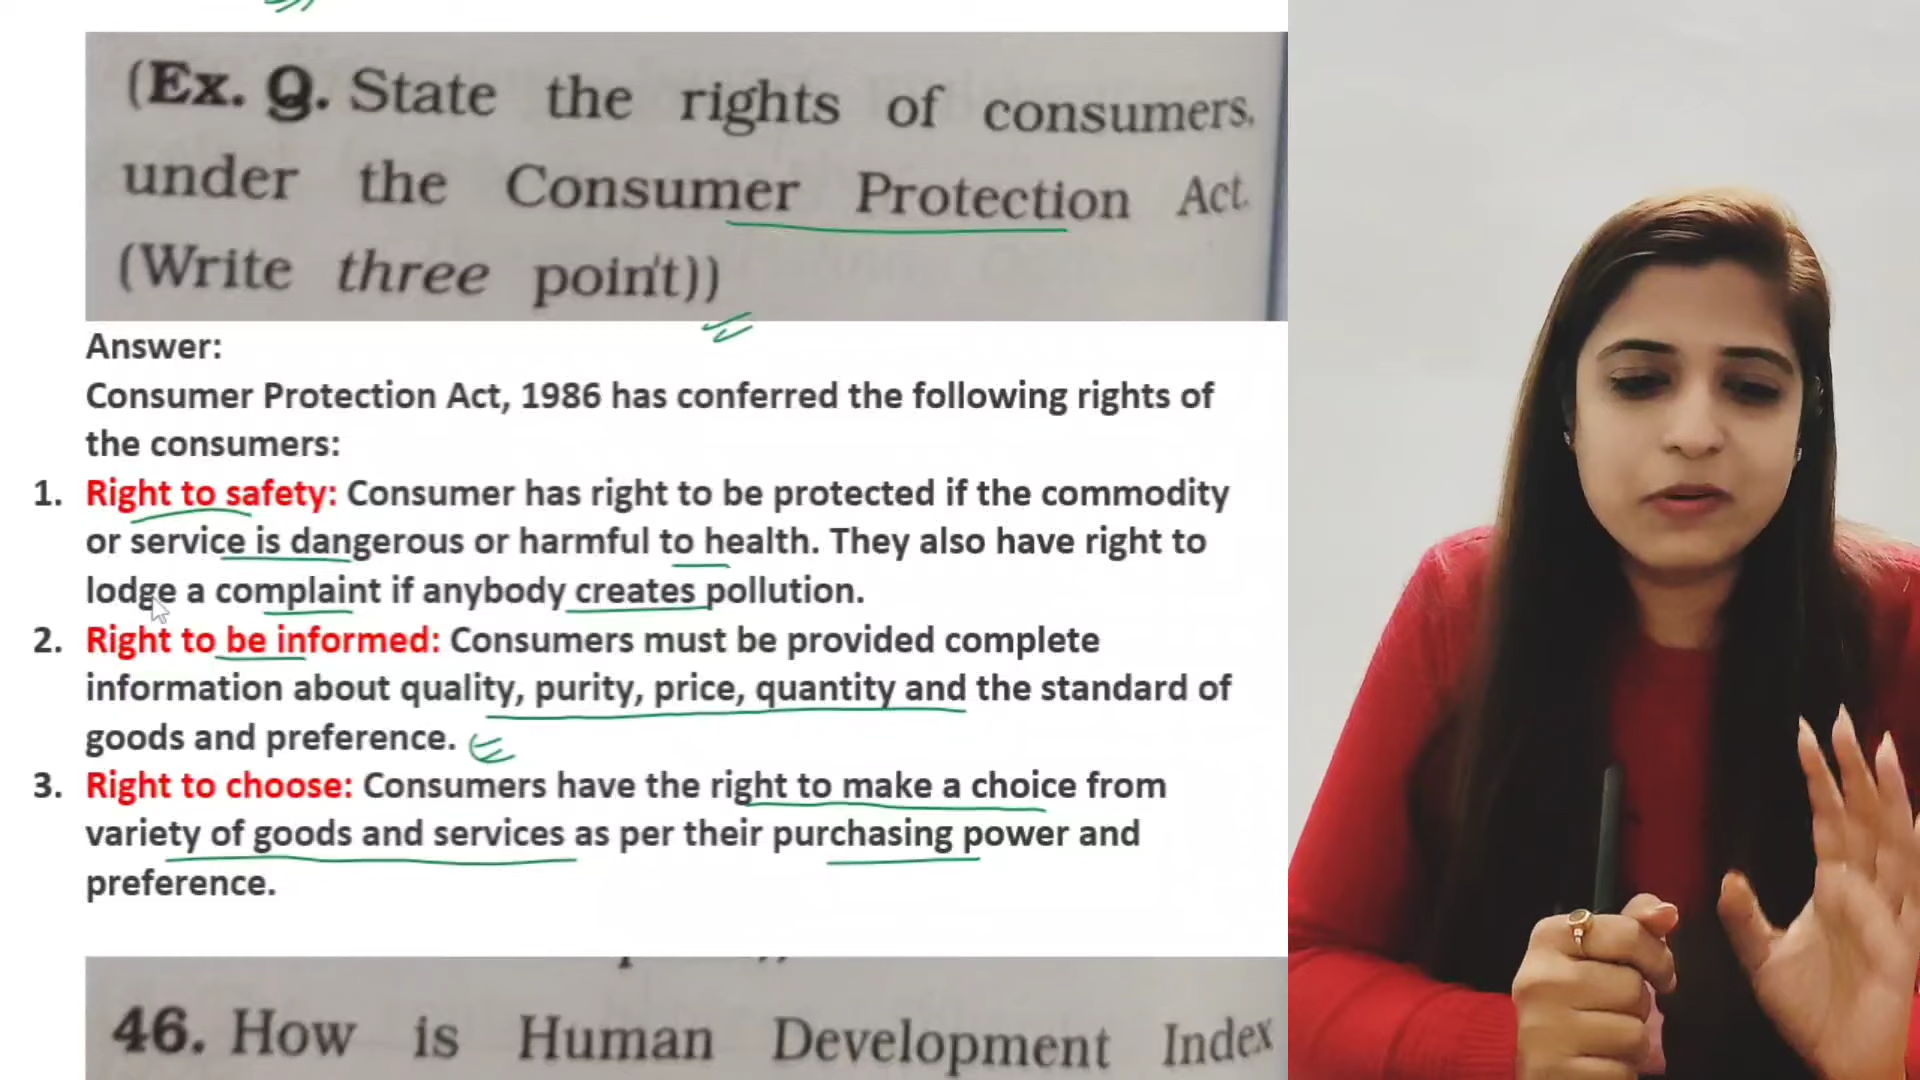 (Ex. Q. State the rights of consumers,
under the Consumer Protection Act.
(Write three point))
Answer:
Consumer Protection Act, 1986 has conferred the following rights of
the consumers:
1. Right to safety: Consumer has right to be protected if the commodity
or service is dangerous or harmful to health. They also have right to
lodge a complaint if anybody creates pollution.
2. Right to be informed: Consumers must be provided complete
information about quality, purity, price, quantity and the standard of
goods and preference.
3. Right to choose: Consumers have the right to make a choice from
variety of goods and services as per their purchasing power and
preference.
46. How is Human Development Index